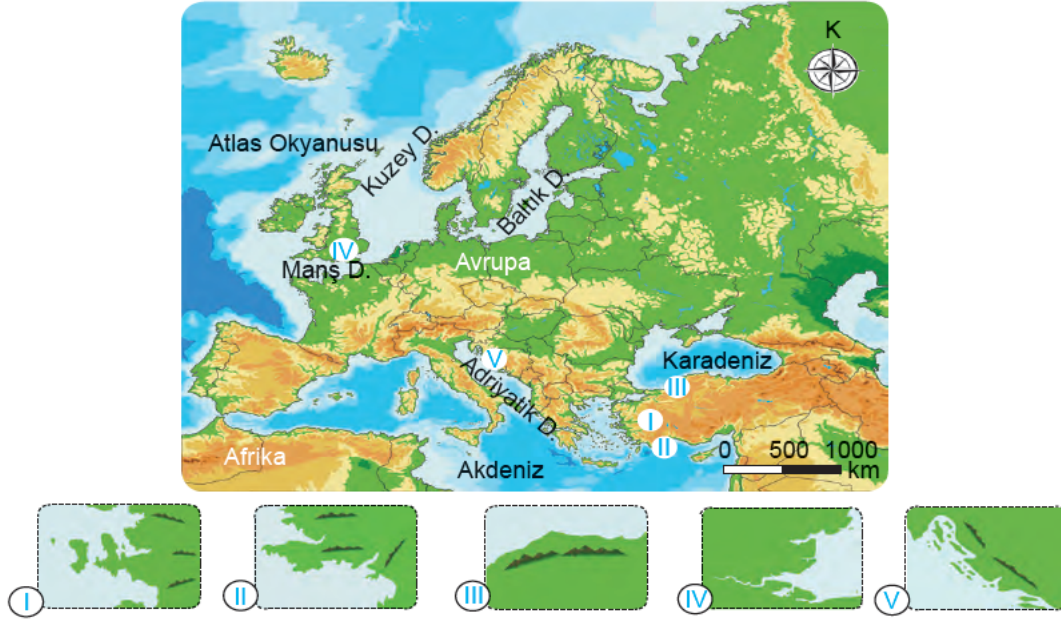 K
Atlas Okyanusu
Kuzey D.
Baltık D.
IV
Manş D.
Avrupa
V
Karadeniz
Adriyatik D.
III
I
II
Afrika
Akdeniz
0 500 1000
km
I
II
III
IV
V